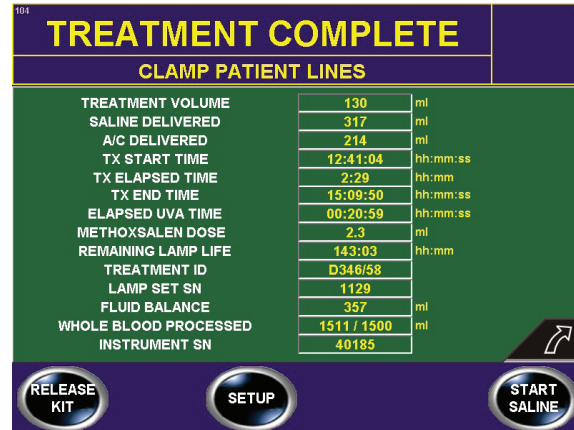 184
TREATMENT COMPLETE
CLAMP PATIENT LINES
TREATMENT VOLUME 130 ml
SALINE DELIVERED 317 ml
A/C DELIVERED 214 ml
TX START TIME 12:41:04 hh:mm:ss
TX ELAPSED TIME 2:29 hh:mm
TX END TIME 15:09:50 hh:mm:ss
ELAPSED UVA TIME 00:20:59 hh:mm:ss
METHOXSALEN DOSE 2.3 ml
REMAINING LAMP LIFE 143:03 hh:mm
TREATMENT ID D346/58
LAMP SET SN 1129
FLUID BALANCE 357 ml
WHOLE BLOOD PROCESSED 1511 / 1500 ml
INSTRUMENT SN 40185
RELEASE KIT
SETUP
START SALINE